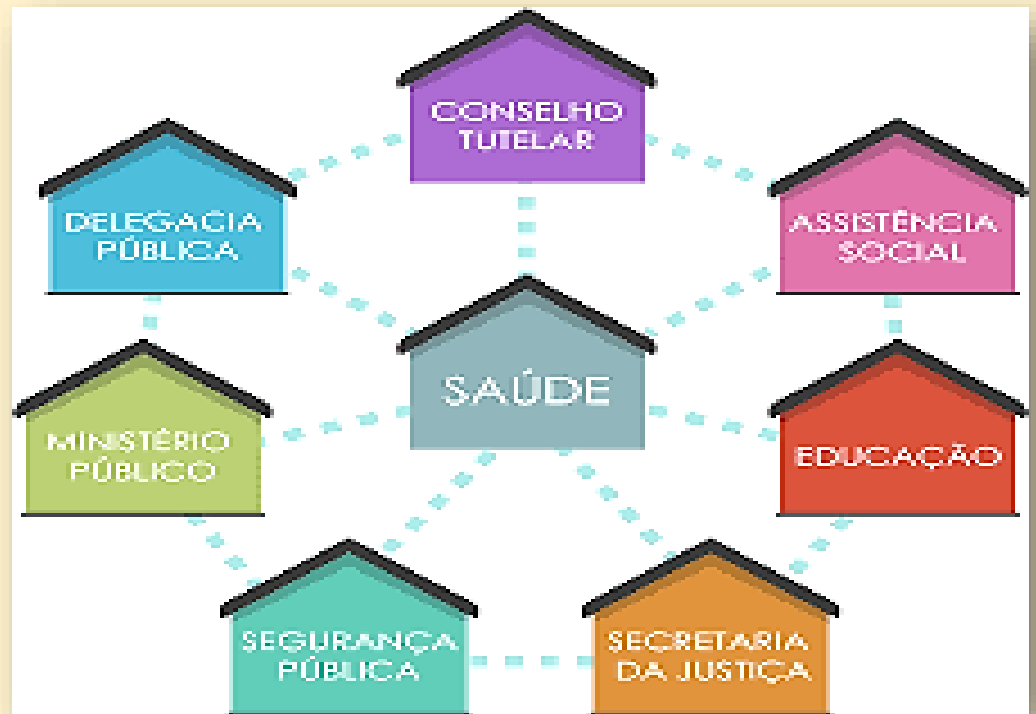 CONSELHO
TUTELAR
DELEGACIA
PÚBLICA
ASSISTÊNCIA
SOCIAL
SAÚDE
MINISTÉRIO
PÚBLICO
EDUCAÇÃO
SEGURANÇA
PÚBLICA
SECRETARIA
DA JUSTIÇA